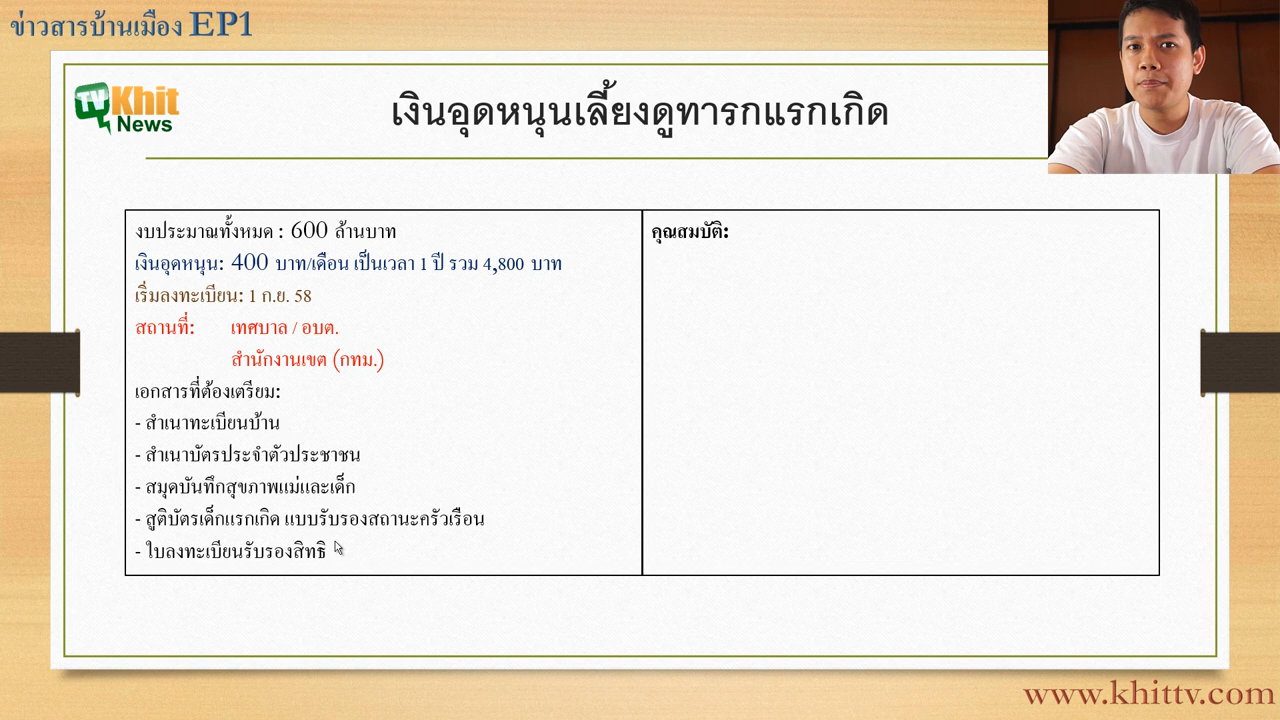 ข่าวสารบ้านเมือง EP1
TV Khit
News
เงินอุดหนุนเลี้ยงดูทารกแรกเกิด
งบประมาณทั้งหมด : 600 ล้านบาท
เงินอุดหนุน: 400 บาท/เดือน เป็นเวลา 1 ปี รวม 4,800 บาท
เริ่มลงทะเบียน: 1 ก.ย. 58
สถานที่: เทศบาล / อบต.
สำนักงานเขต (กทม.)
เอกสารที่ต้องเตรียม:
- สำเนาทะเบียนบ้าน
- สำเนาบัตรประจำตัวประชาชน
- สมุดบันทึกสุขภาพแม่และเด็ก
- สูติบัตรเด็กแรกเกิด แบบรับรองสถานะครัวเรือน
- ใบลงทะเบียนรับรองสิทธิ
คุณสมบัติ:
www.khittv.com